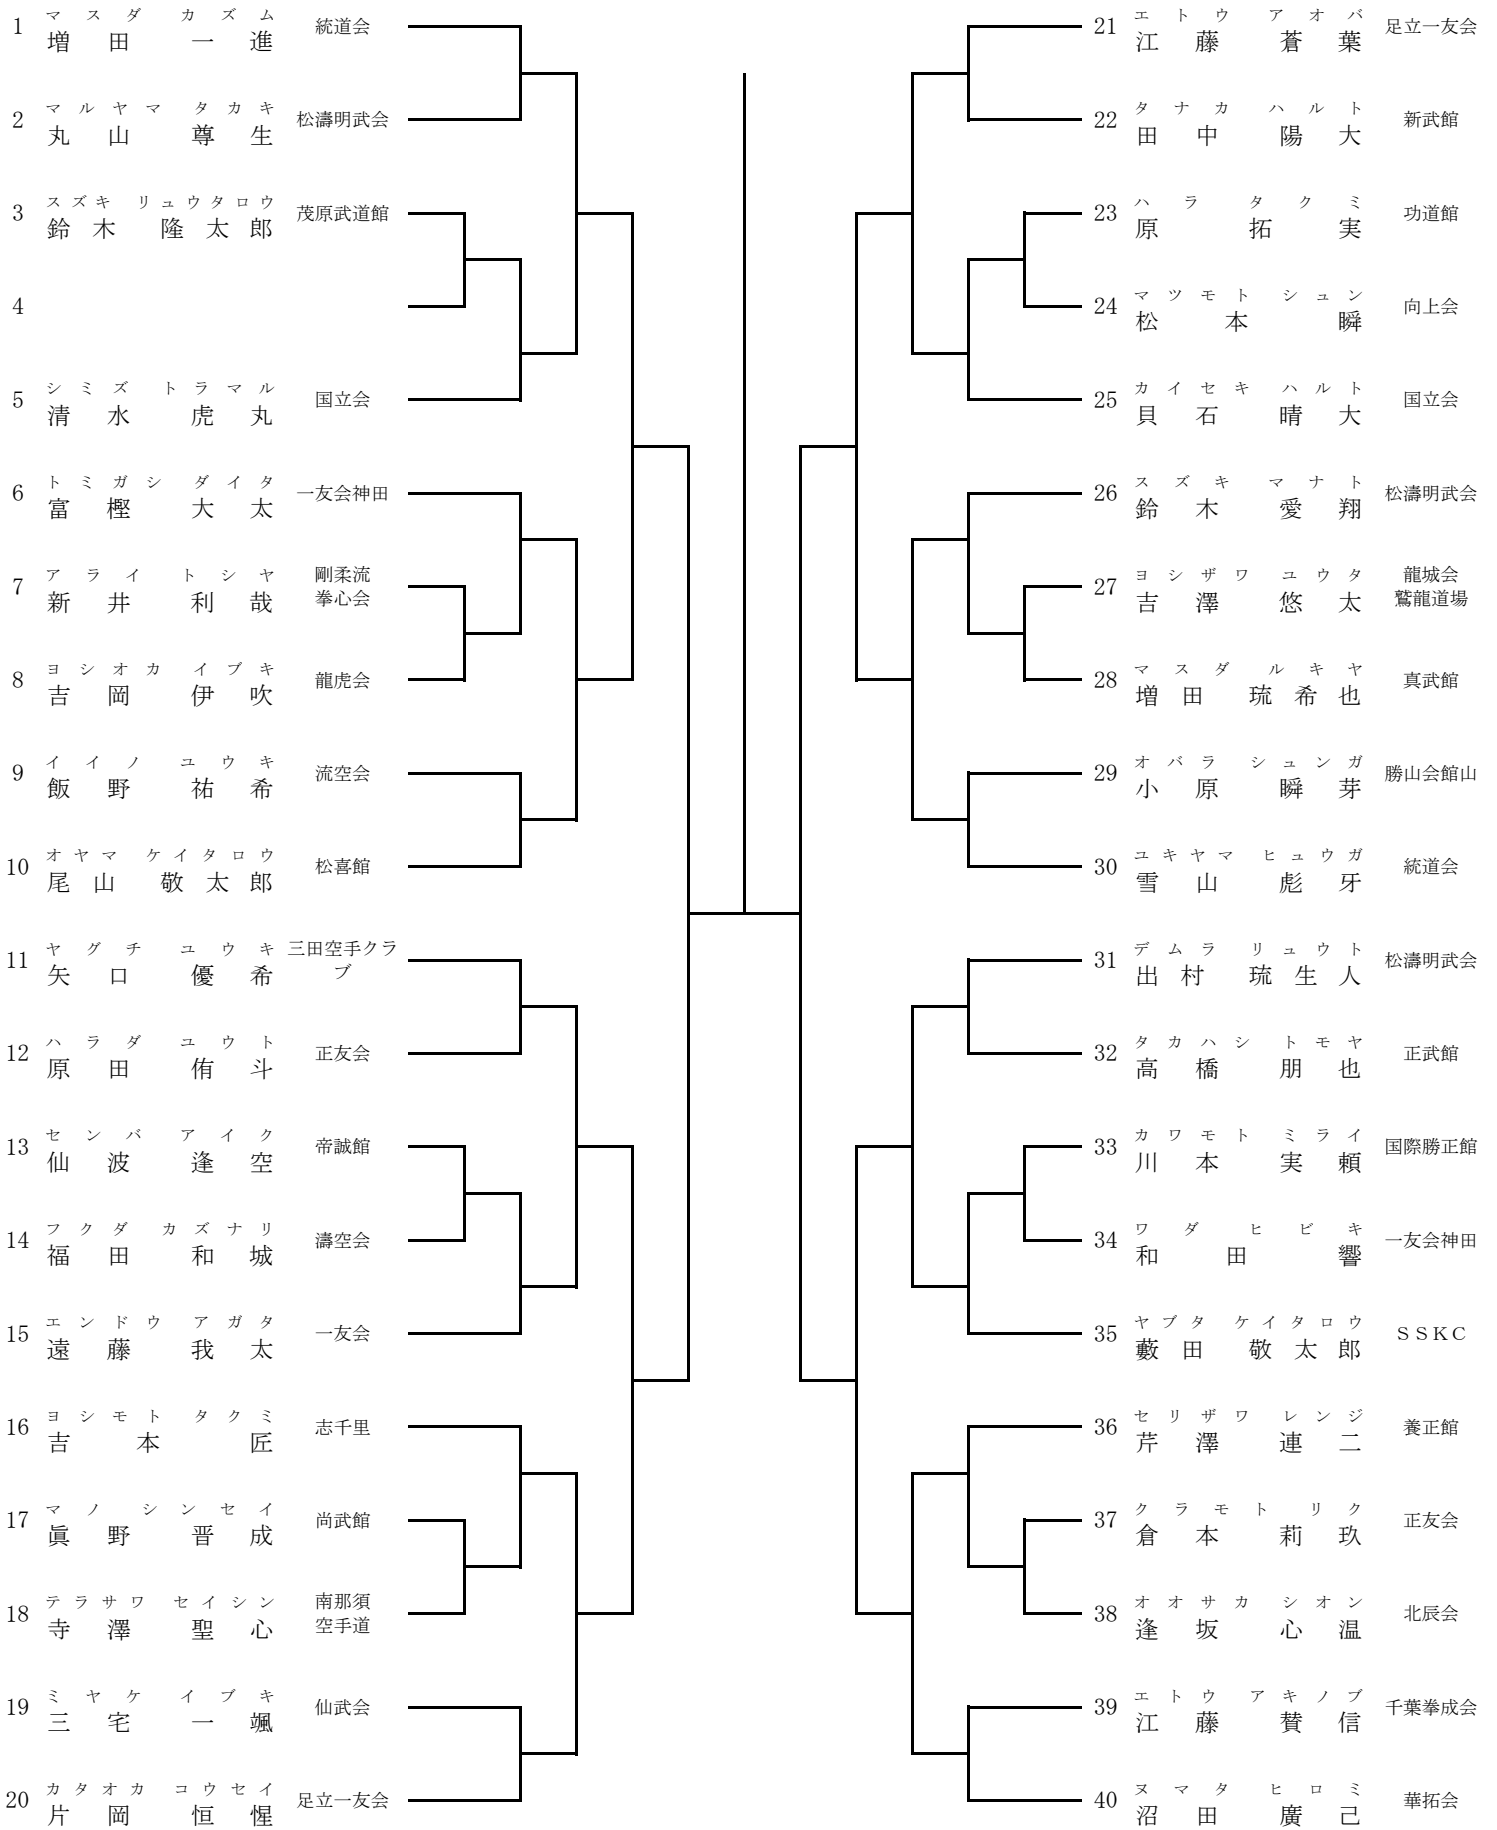 マスダ カズム
1 増田 一進 統道会
マルヤマ タカキ
2 丸山 尊生 松濤明武会
スズキ リュウタロウ
3 鈴木 隆太郎 茂原武道館
4
シミズ トラマル
5 清水 虎丸 国立会
トミガシ ダイタ
6 富樫 大太 一友会神田
アライ トシヤ
7 新井 利哉 剛柔流
拳心会
ヨシオカ イブキ
8 吉岡 伊吹 龍虎会
イイノ ユウキ
9 飯野 祐希 流空会
オヤマ ケイタロウ
10 尾山 敬太郎 松喜館
ヤグチ ユウキ
11 矢口 優希 三田空手クラ
ブ
ハラダ ユウト
12 原田 侑斗 正友会
センバ アイク
13 仙波 逢空 帝誠館
フクダ カズナリ
14 福田 和城 濤空会
エンドウ アガタ
15 遠藤 我太 一友会
ヨシモト タクミ
16 吉本 匠 志千里
マノ シンセイ
17 眞野 晋成 尚武館
テラサワ セイシン
18 寺澤 聖心 南那須
空手道
ミヤケ イブキ
19 三宅 一颯 仙武会
カタオカ コウセイ
20 片岡 恒惺 足立一友会
エトウ アオバ
21 江藤 蒼葉 足立一友会
タナカ ハルト
22 田中 陽大 新武館
ハラ タクミ
23 原 拓実 功道館
マツモト シュン
24 松本 瞬 向上会
カイセキ ハルト
25 貝石 晴大 国立会
スズキ マナト
26 鈴木 愛翔 松濤明武会
ヨシザワ ユウタ
27 吉澤 悠太 龍城会
鷲龍道場
マスダ ルキヤ
28 増田 琉希也 真武館
オバラ シュンガ
29 小原 瞬芽 勝山会館山
ユキヤマ ヒュウガ
30 雪山 彪牙 統道会
デムラ リュウト
31 出村 琉生人 松濤明武会
タカハシ トモヤ
32 高橋 朋也 正武館
カワモト ミライ
33 川本 実頼 国際勝正館
ワダ ヒビキ
34 和田 響 一友会神田
ヤブタ ケイタロウ
35 藪田 敬太郎 ＳＳＫＣ
セリザワ レンジ
36 芹澤 連二 養正館
クラモト リク
37 倉本 莉玖 正友会
オオサカ シオン
38 逢坂 心温 北辰会
エトウ アキノブ
39 江藤 賛信 千葉拳成会
ヌマタ ヒロミ
40 沼田 廣己 華拓会